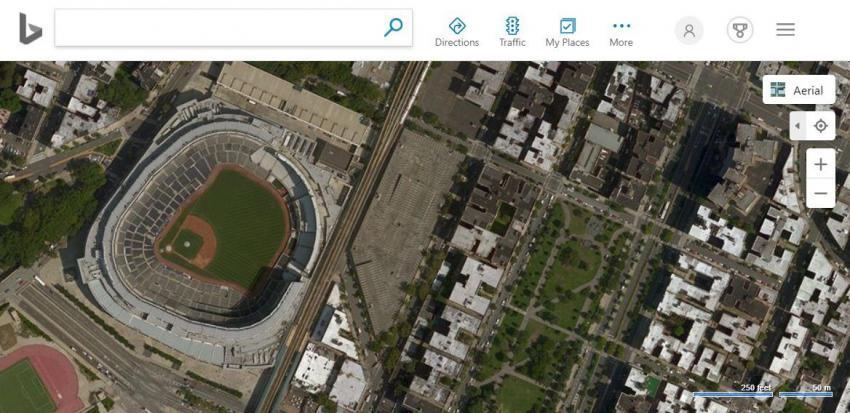 Directions
Traffic
My Places
More
Aerial
250 feet
50 m